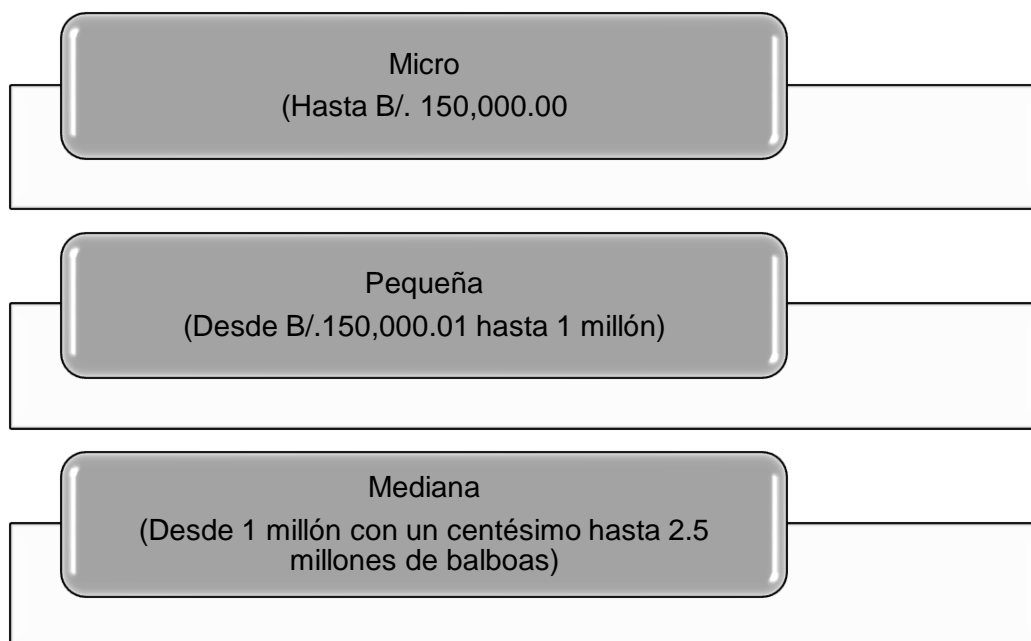 Micro
(Hasta B/. 150,000.00
Pequeña
(Desde B/.150,000.01 hasta 1 millón)
Mediana
(Desde 1 millón con un centésimo hasta 2.5
millones de balboas)